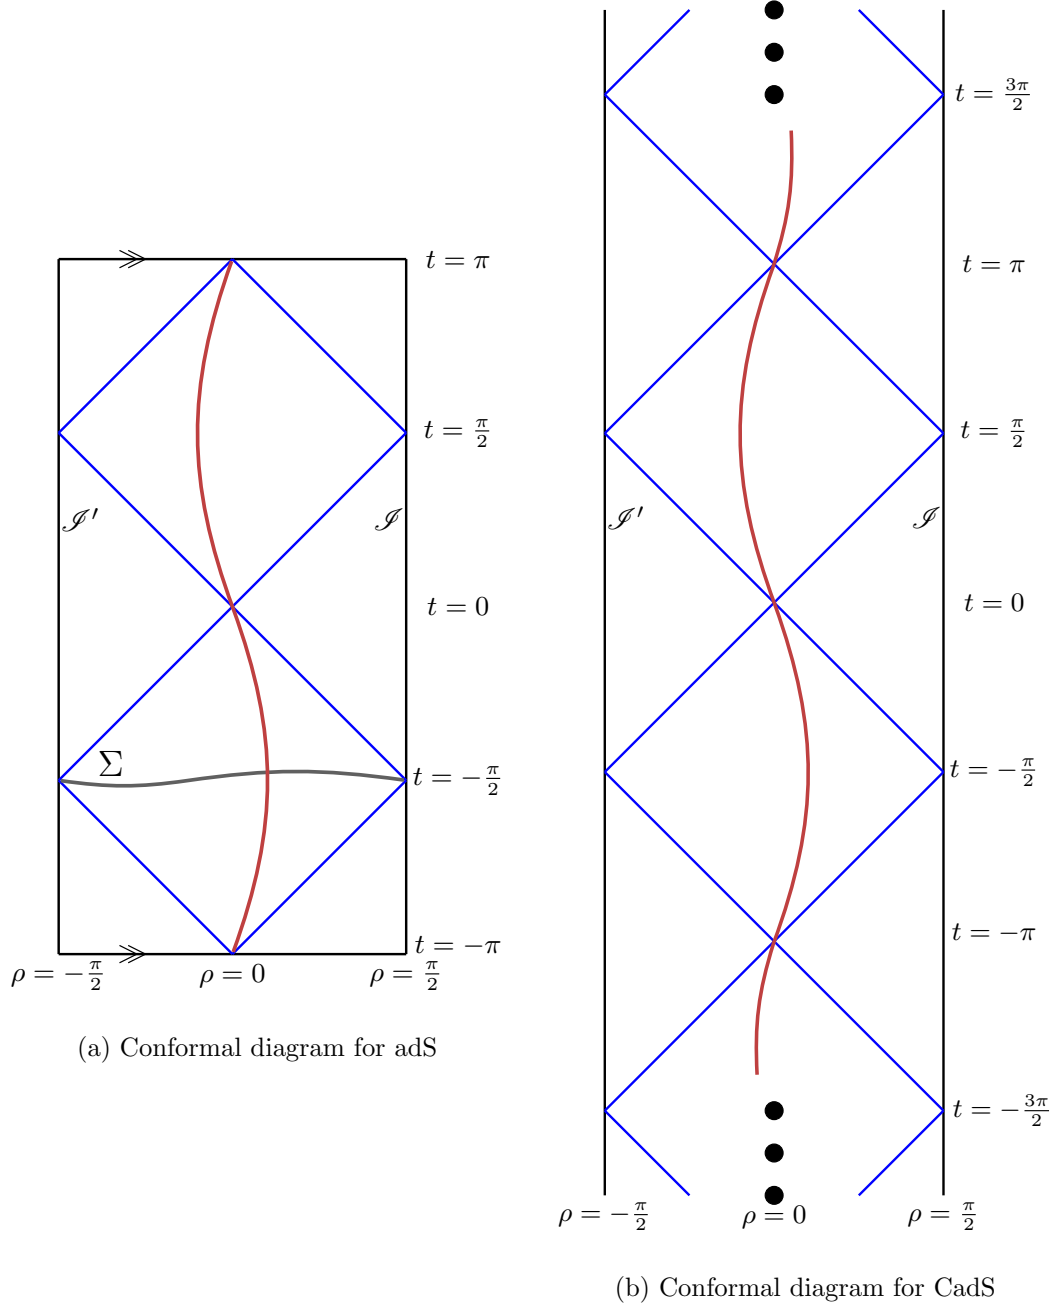 t = π
t = π/2
𝓘′
𝓘
t = 0
Σ
t = −π/2
t = −π
ρ = −π/2
ρ = 0
ρ = π/2
(a) Conformal diagram for adS
t = 3π/2
t = π
t = π/2
𝓘′
𝓘
t = 0
t = −π/2
t = −π
t = −3π/2
ρ = −π/2
ρ = 0
ρ = π/2
(b) Conformal diagram for CadS